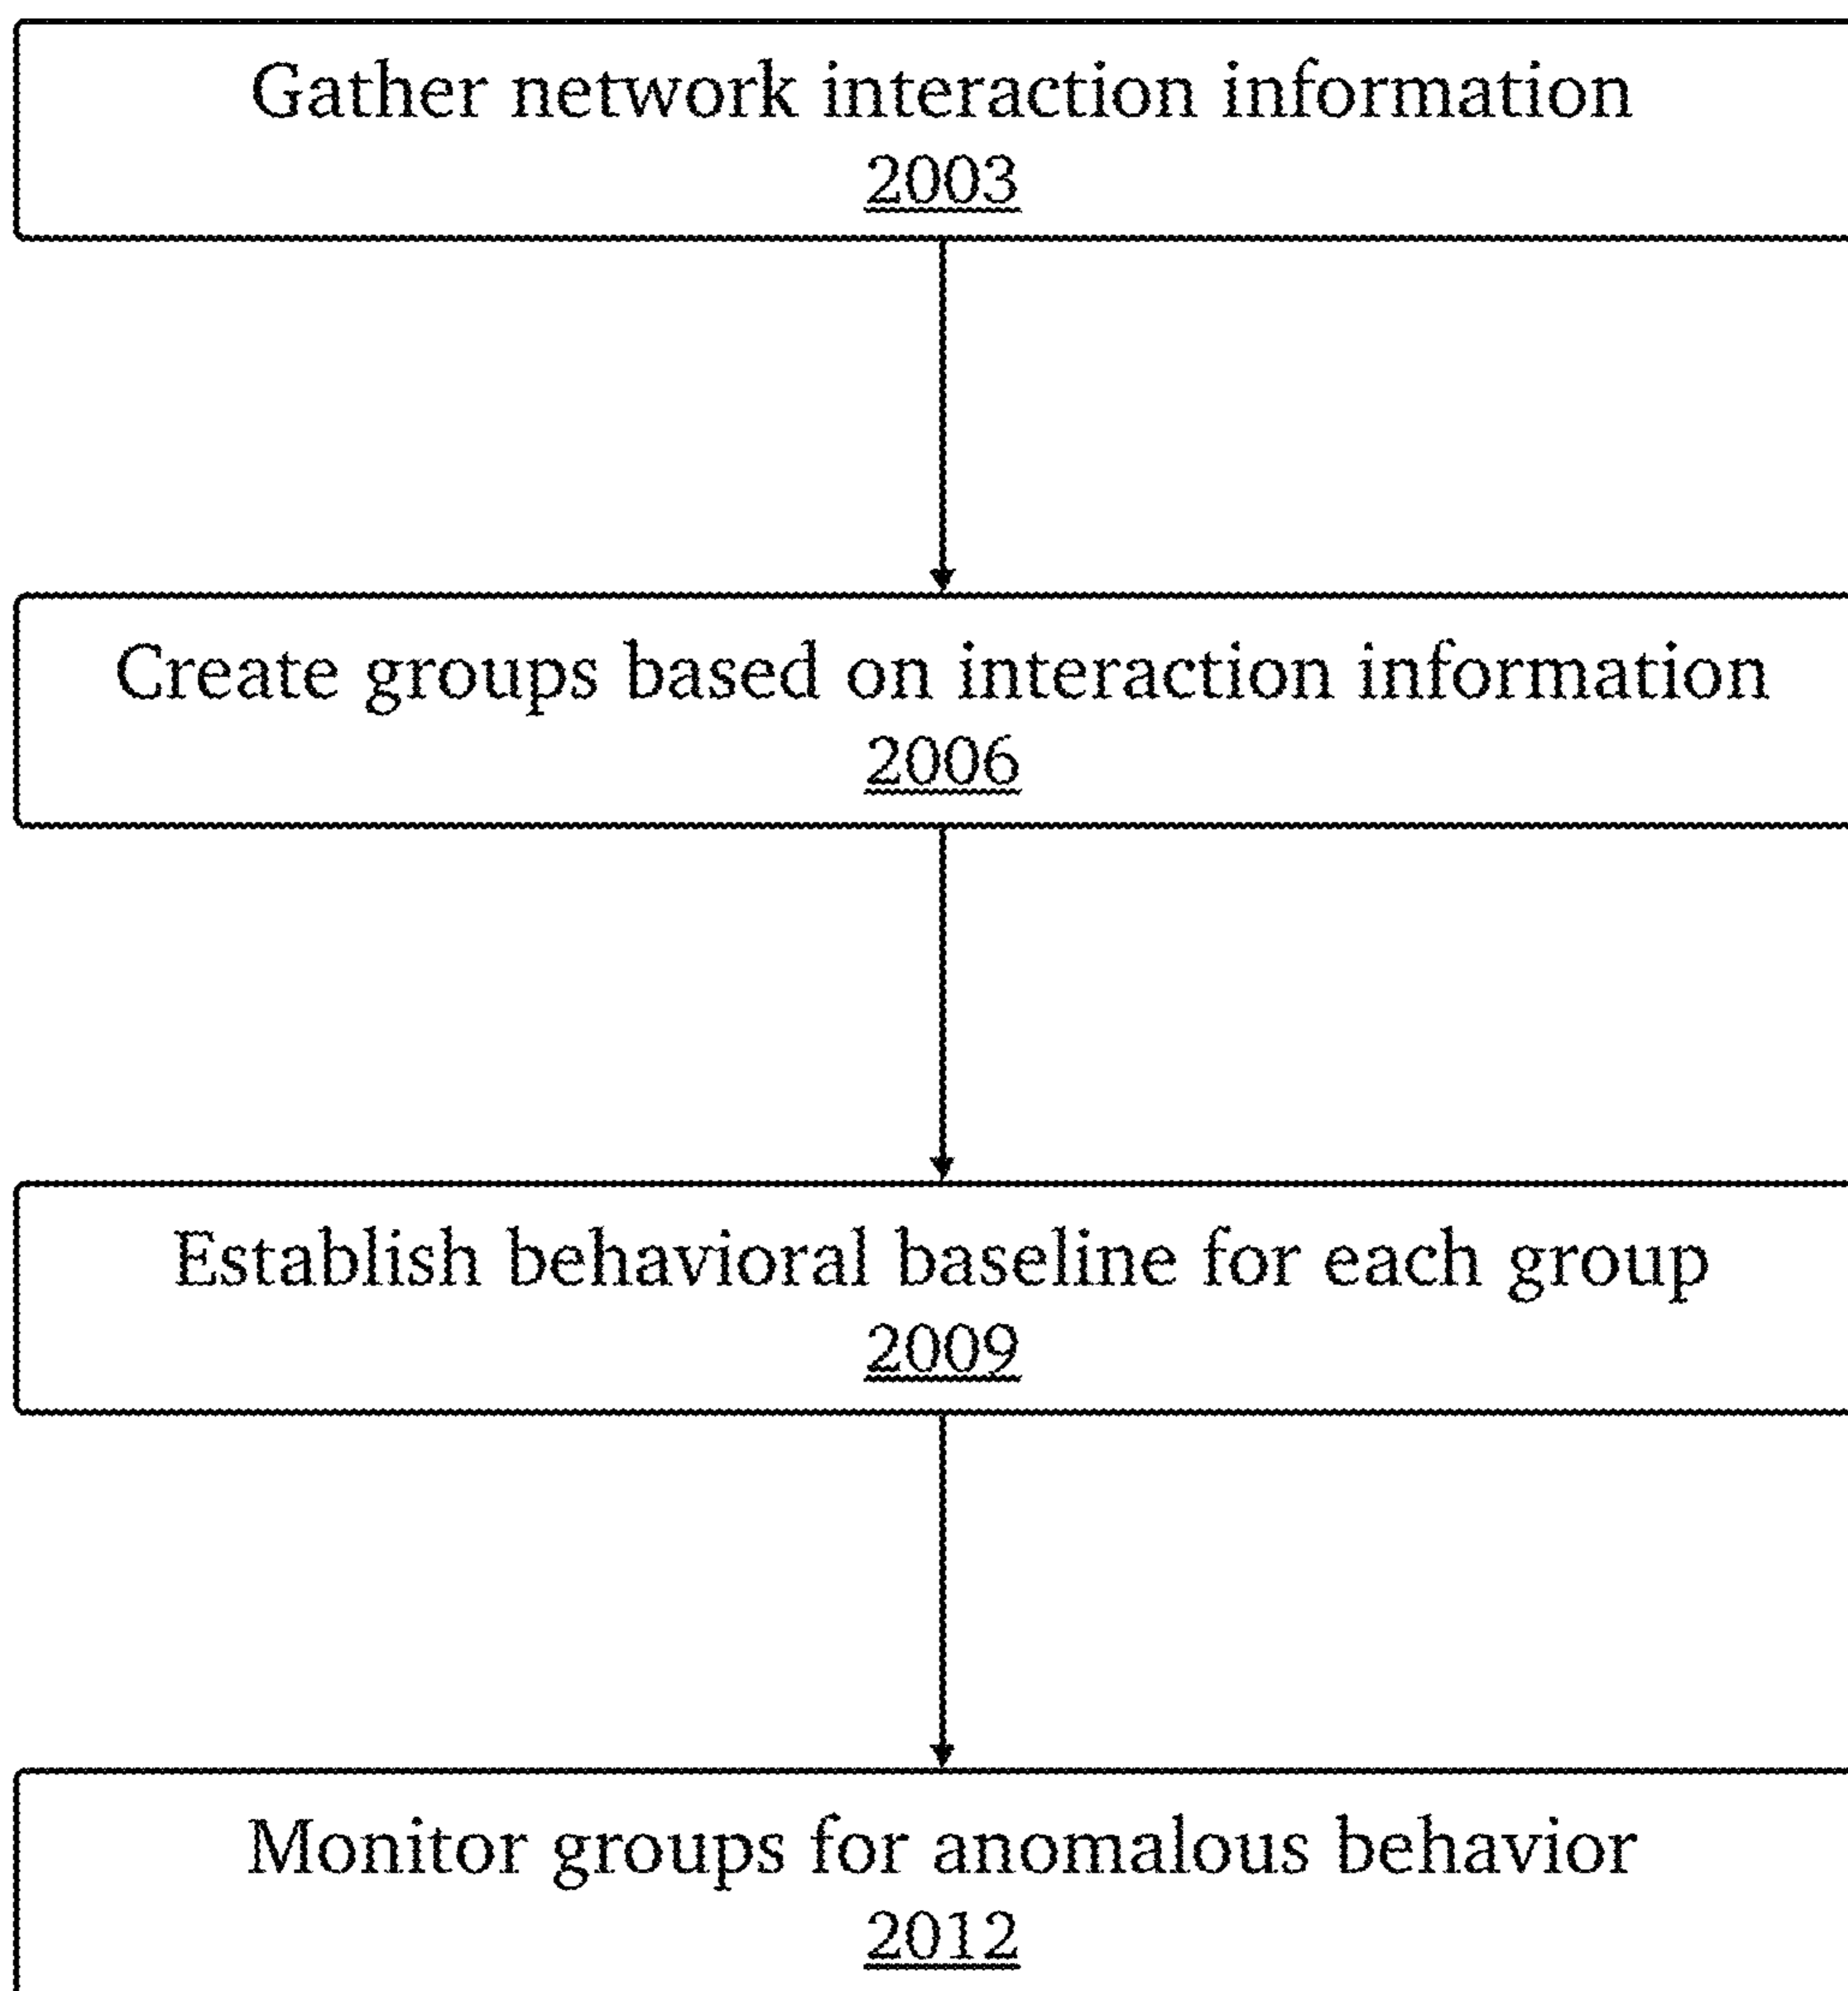 Gather network interaction information
2003
Create groups based on interaction information
2006
Establish behavioral baseline for each group
2009
Monitor groups for anomalous behavior
2012